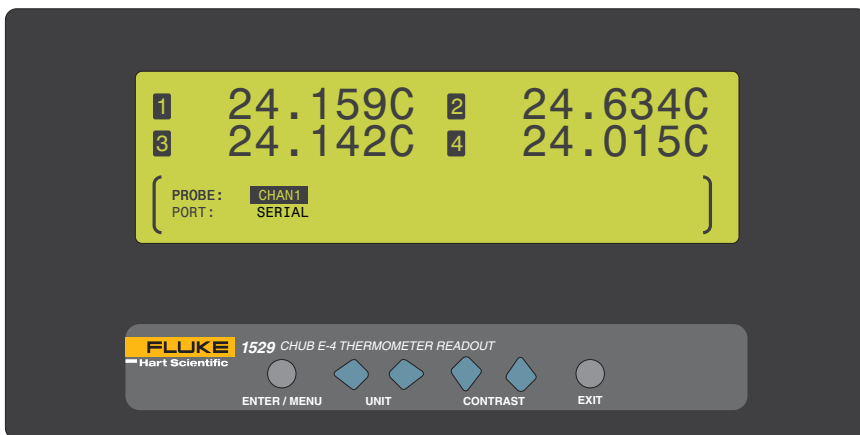 1 24.159C 2 24.634C
3 24.142C 4 24.015C
PROBE: CHAN1
PORT: SERIAL
FLUKE 1529 CHUB E-4 THERMOMETER READOUT
Hart Scientific
ENTER / MENU UNIT CONTRAST EXIT